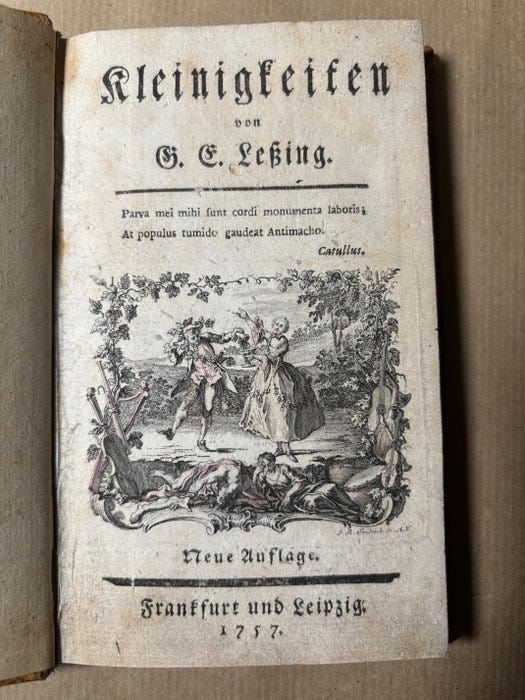 Kleinigkeiten
von
G. E. Leßing.
Parva mei mihi sunt cordi monumenta laboris;
At populus tumido gaudeat Antimacho.
Catullus.
Neue Auflage.
Frankfurt und Leipzig.
1757.